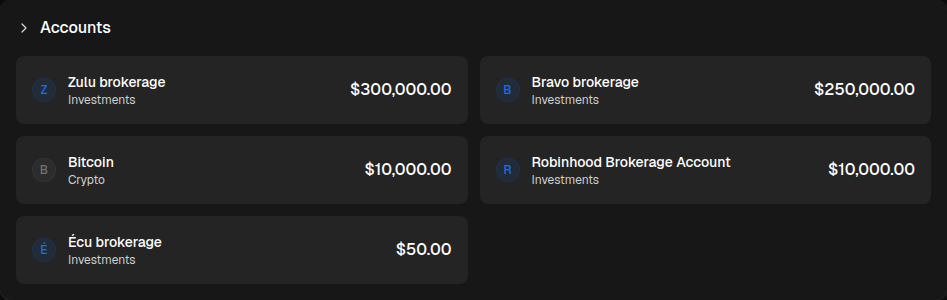 Accounts
Z
Zulu brokerage
Investments
$300,000.00
B
Bravo brokerage
Investments
$250,000.00
B
Bitcoin
Crypto
$10,000.00
R
Robinhood Brokerage Account
Investments
$10,000.00
É
Écu brokerage
Investments
$50.00